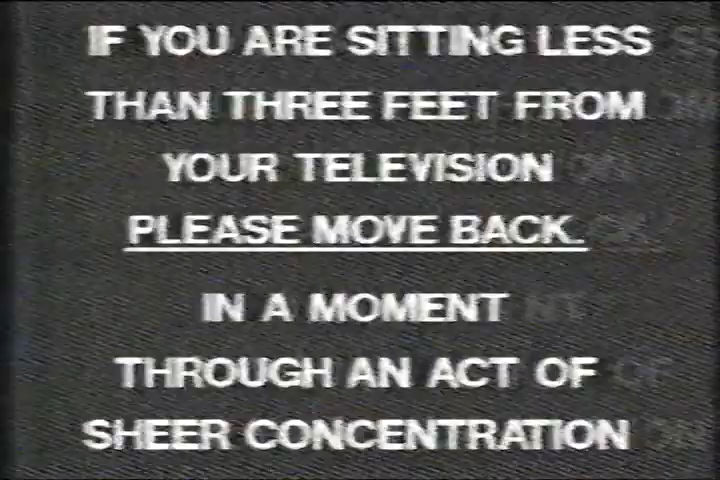 IF YOU ARE SITTING LESS
THAN THREE FEET FROM
YOUR TELEVISION
PLEASE MOVE BACK.
IN A MOMENT
THROUGH AN ACT OF
SHEER CONCENTRATION